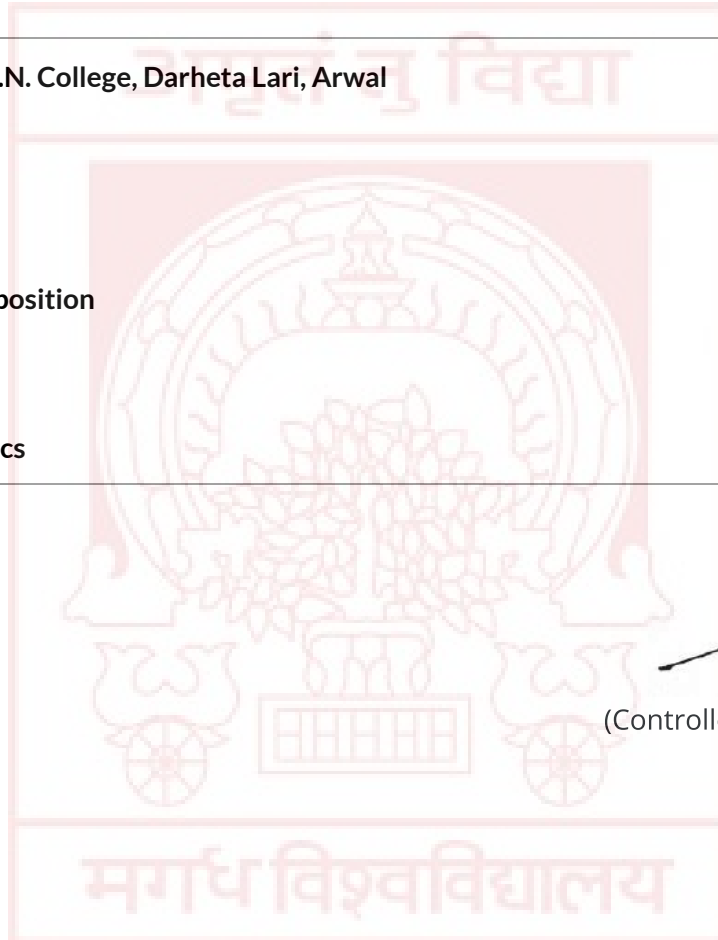 अमृतं तु विद्या
.N. College, Darheta Lari, Arwal
position
cs
(Controll
मगध विश्वविद्यालय